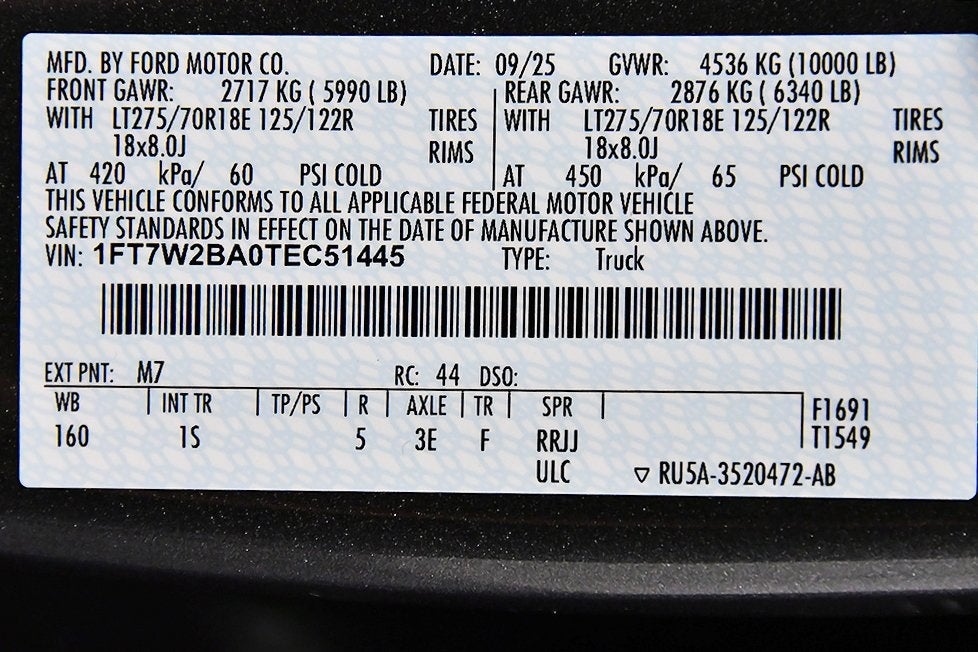 MFD. BY FORD MOTOR CO. DATE: 09/25 GVWR: 4536 KG (10000 LB)
FRONT GAWR: 2717 KG ( 5990 LB) REAR GAWR: 2876 KG ( 6340 LB)
WITH LT275/70R18E 125/122R TIRES WITH LT275/70R18E 125/122R TIRES
18x8.0J RIMS 18x8.0J RIMS
AT 420 kPa/ 60 PSI COLD AT 450 kPa/ 65 PSI COLD
THIS VEHICLE CONFORMS TO ALL APPLICABLE FEDERAL MOTOR VEHICLE
SAFETY STANDARDS IN EFFECT ON THE DATE OF MANUFACTURE SHOWN ABOVE.
VIN: 1FT7W2BA0TEC51445 TYPE: Truck
EXT PNT: M7 RC: 44 DSO:
WB INT TR TP/PS R AXLE TR SPR F1691
160 1S 5 3E F RRJJ T1549
ULC ▽ RU5A-3520472-AB